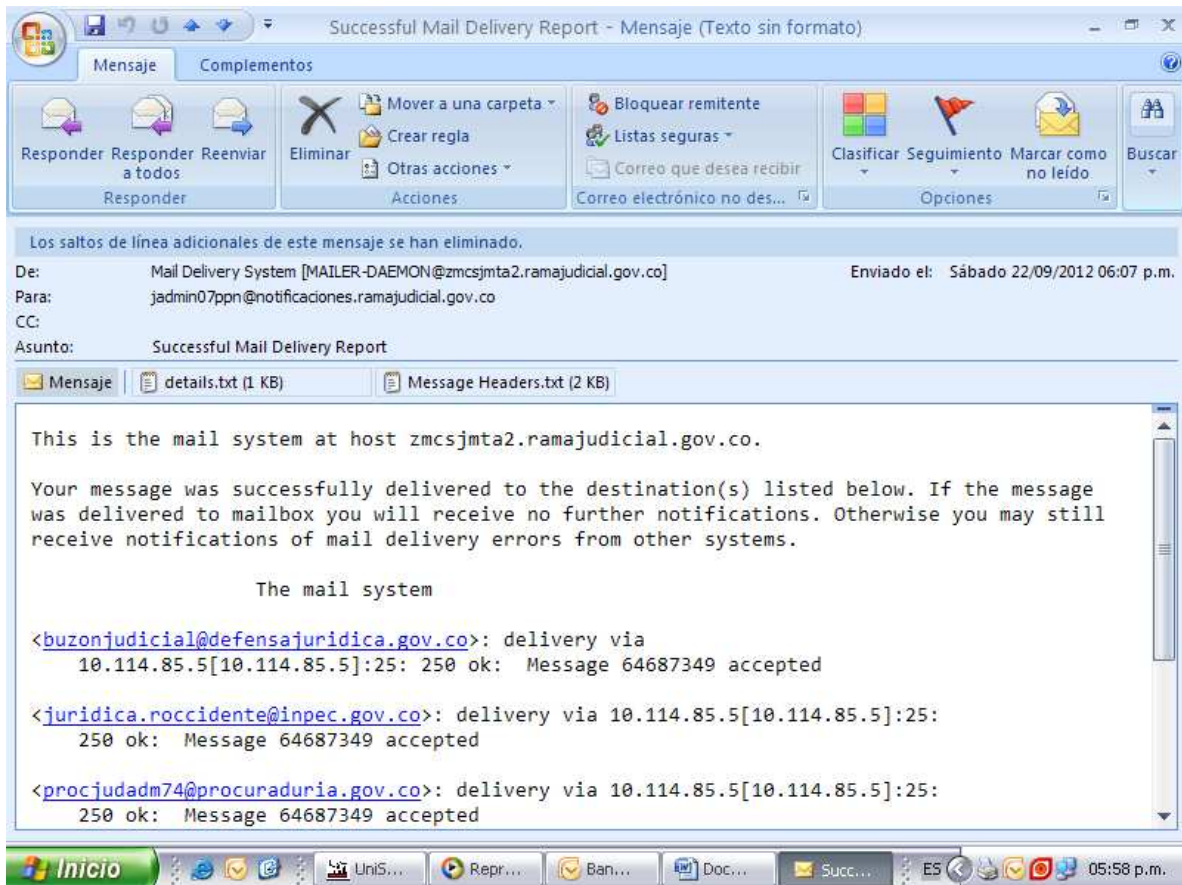 Successful Mail Delivery Report - Mensaje (Texto sin formato)
Mensaje Complementos
Responder Responder a todos Reenviar
Responder
Eliminar
Mover a una carpeta
Crear regla
Otras acciones
Acciones
Bloquear remitente
Listas seguras
Correo que desea recibir
Correo electrónico no des...
Clasificar Seguimiento Marcar como no leído
Opciones
Buscar
Los saltos de línea adicionales de este mensaje se han eliminado.
De: Mail Delivery System [MAILER-DAEMON@zmcsjmta2.ramajudicial.gov.co] Enviado el: Sábado 22/09/2012 06:07 p.m.
Para: jadmin07ppn@notificaciones.ramajudicial.gov.co
CC:
Asunto: Successful Mail Delivery Report
Mensaje details.txt (1 KB) Message Headers.txt (2 KB)
This is the mail system at host zmcsjmta2.ramajudicial.gov.co.
Your message was successfully delivered to the destination(s) listed below. If the message
was delivered to mailbox you will receive no further notifications. Otherwise you may still
receive notifications of mail delivery errors from other systems.
The mail system
<buzonjudicial@defensajuridica.gov.co>: delivery via
10.114.85.5[10.114.85.5]:25: 250 ok: Message 64687349 accepted
<juridica.roccidente@inpec.gov.co>: delivery via 10.114.85.5[10.114.85.5]:25:
250 ok: Message 64687349 accepted
<procjudadm74@procuraduria.gov.co>: delivery via 10.114.85.5[10.114.85.5]:25:
250 ok: Message 64687349 accepted
Inicio UniS... Repr... Ban... Doc... Succ... ES 05:58 p.m.